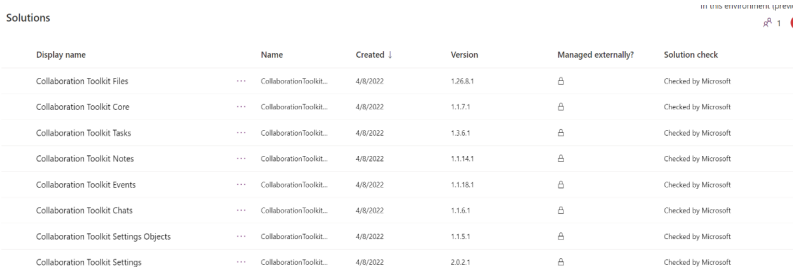 in this environment (previ
Solutions
1
Display name Name Created ↓ Version Managed externally? Solution check
Collaboration Toolkit Files ··· CollaborationToolkit... 4/8/2022 1.26.8.1 Checked by Microsoft
Collaboration Toolkit Core ··· CollaborationToolkit... 4/8/2022 1.1.7.1 Checked by Microsoft
Collaboration Toolkit Tasks ··· CollaborationToolkit... 4/8/2022 1.3.6.1 Checked by Microsoft
Collaboration Toolkit Notes ··· CollaborationToolkit... 4/8/2022 1.1.14.1 Checked by Microsoft
Collaboration Toolkit Events ··· CollaborationToolkit... 4/8/2022 1.1.18.1 Checked by Microsoft
Collaboration Toolkit Chats ··· CollaborationToolkit... 4/8/2022 1.1.6.1 Checked by Microsoft
Collaboration Toolkit Settings Objects ··· CollaborationToolkit... 4/8/2022 1.1.5.1 Checked by Microsoft
Collaboration Toolkit Settings ··· CollaborationToolkit... 4/8/2022 2.0.2.1 Checked by Microsoft